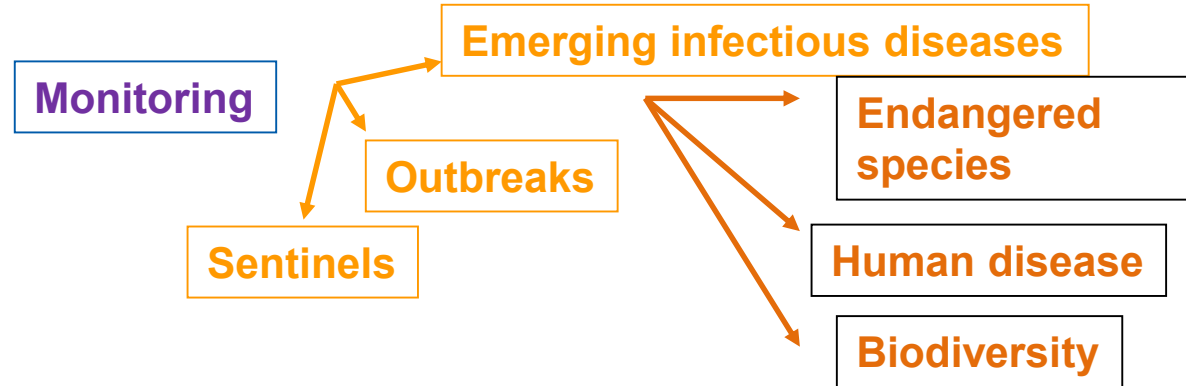 Emerging infectious diseases
Monitoring
Endangered
species
Outbreaks
Sentinels
Human disease
Biodiversity